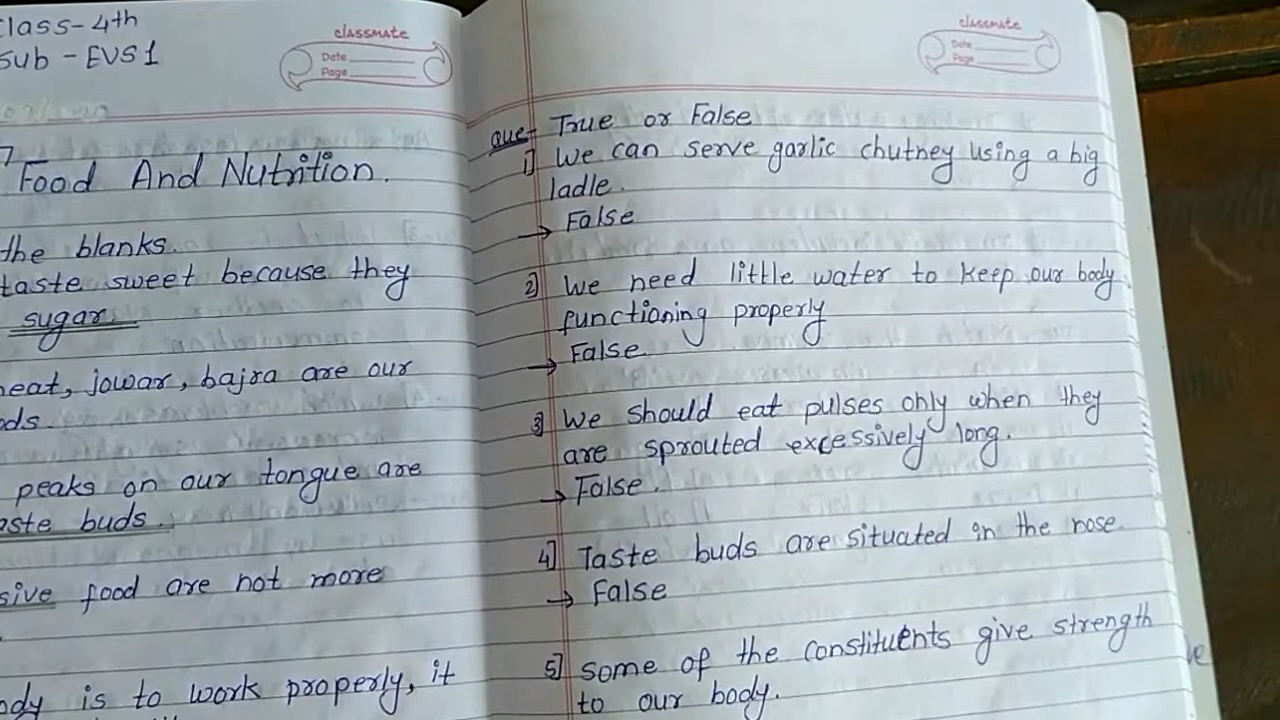 Class-4th
Sub - EVS 1
classmate
Date
Page
Food And Nutrition.
the blanks.
taste sweet because they
sugar.
heat, jowar, bajra are our
ods.
peaks on our tongue are
aste buds.
sive food are not more
ody is to work properly, it
classmate
Date
Page
Que- True or False
1] We can serve garlic chutney using a big
ladle.
→ False
2] We need little water to keep our body
functioning properly
→ False
3] We should eat pulses only when they
are sprouted excessively long.
→ False.
4] Taste buds are situated in the nose.
→ False
5] Some of the constituents give strength
to our body.